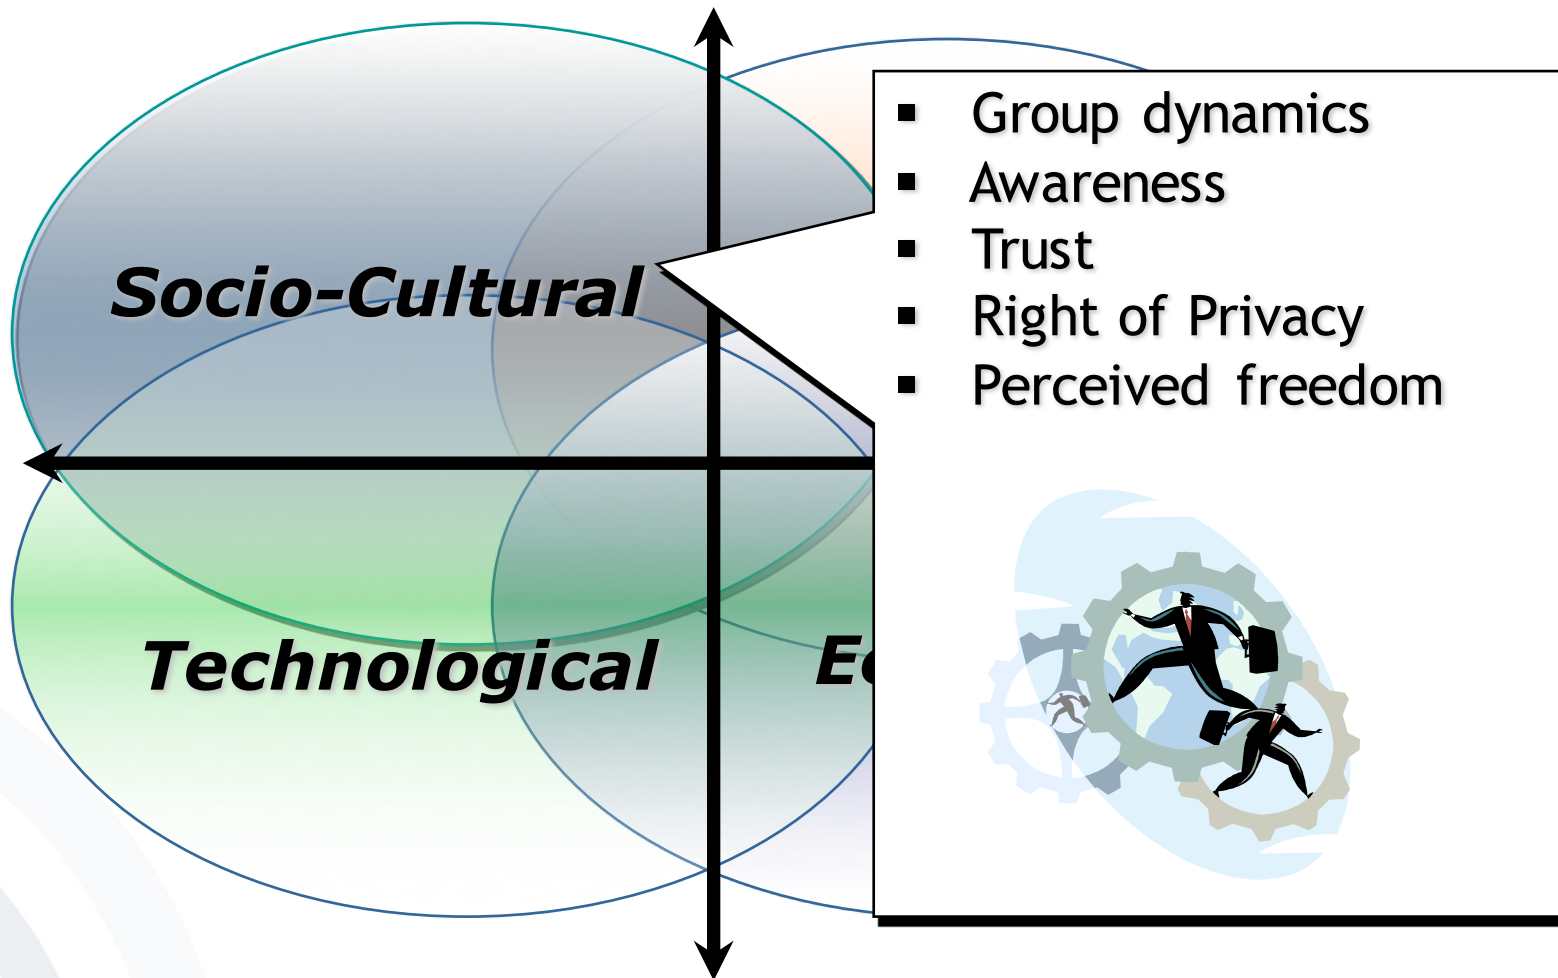 Socio-Cultural
Technological
▪ Group dynamics
▪ Awareness
▪ Trust
▪ Right of Privacy
▪ Perceived freedom